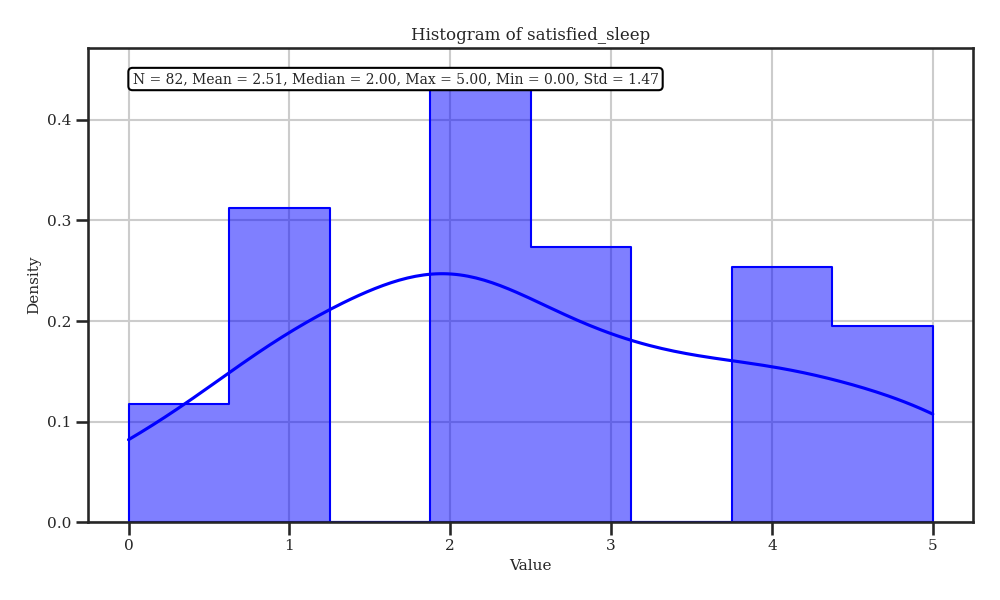 Histogram of satisfied_sleep
N = 82, Mean = 2.51, Median = 2.00, Max = 5.00, Min = 0.00, Std = 1.47
0.4
0.3
0.2
0.1
0.0
Density
0 1 2 3 4 5
Value